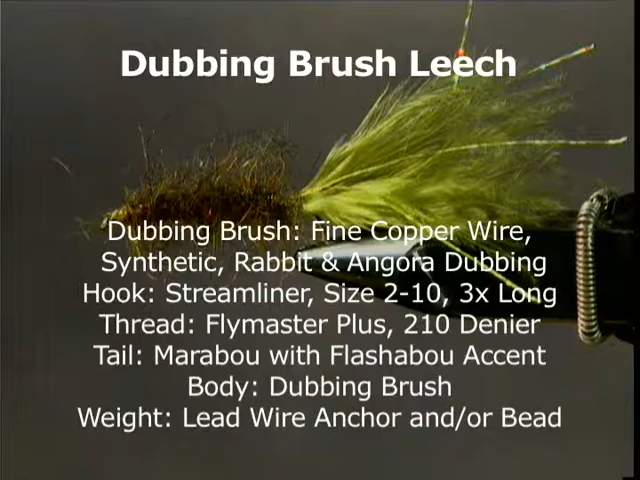 Dubbing Brush Leech
Dubbing Brush: Fine Copper Wire,
Synthetic, Rabbit & Angora Dubbing
Hook: Streamliner, Size 2-10, 3x Long
Thread: Flymaster Plus, 210 Denier
Tail: Marabou with Flashabou Accent
Body: Dubbing Brush
Weight: Lead Wire Anchor and/or Bead